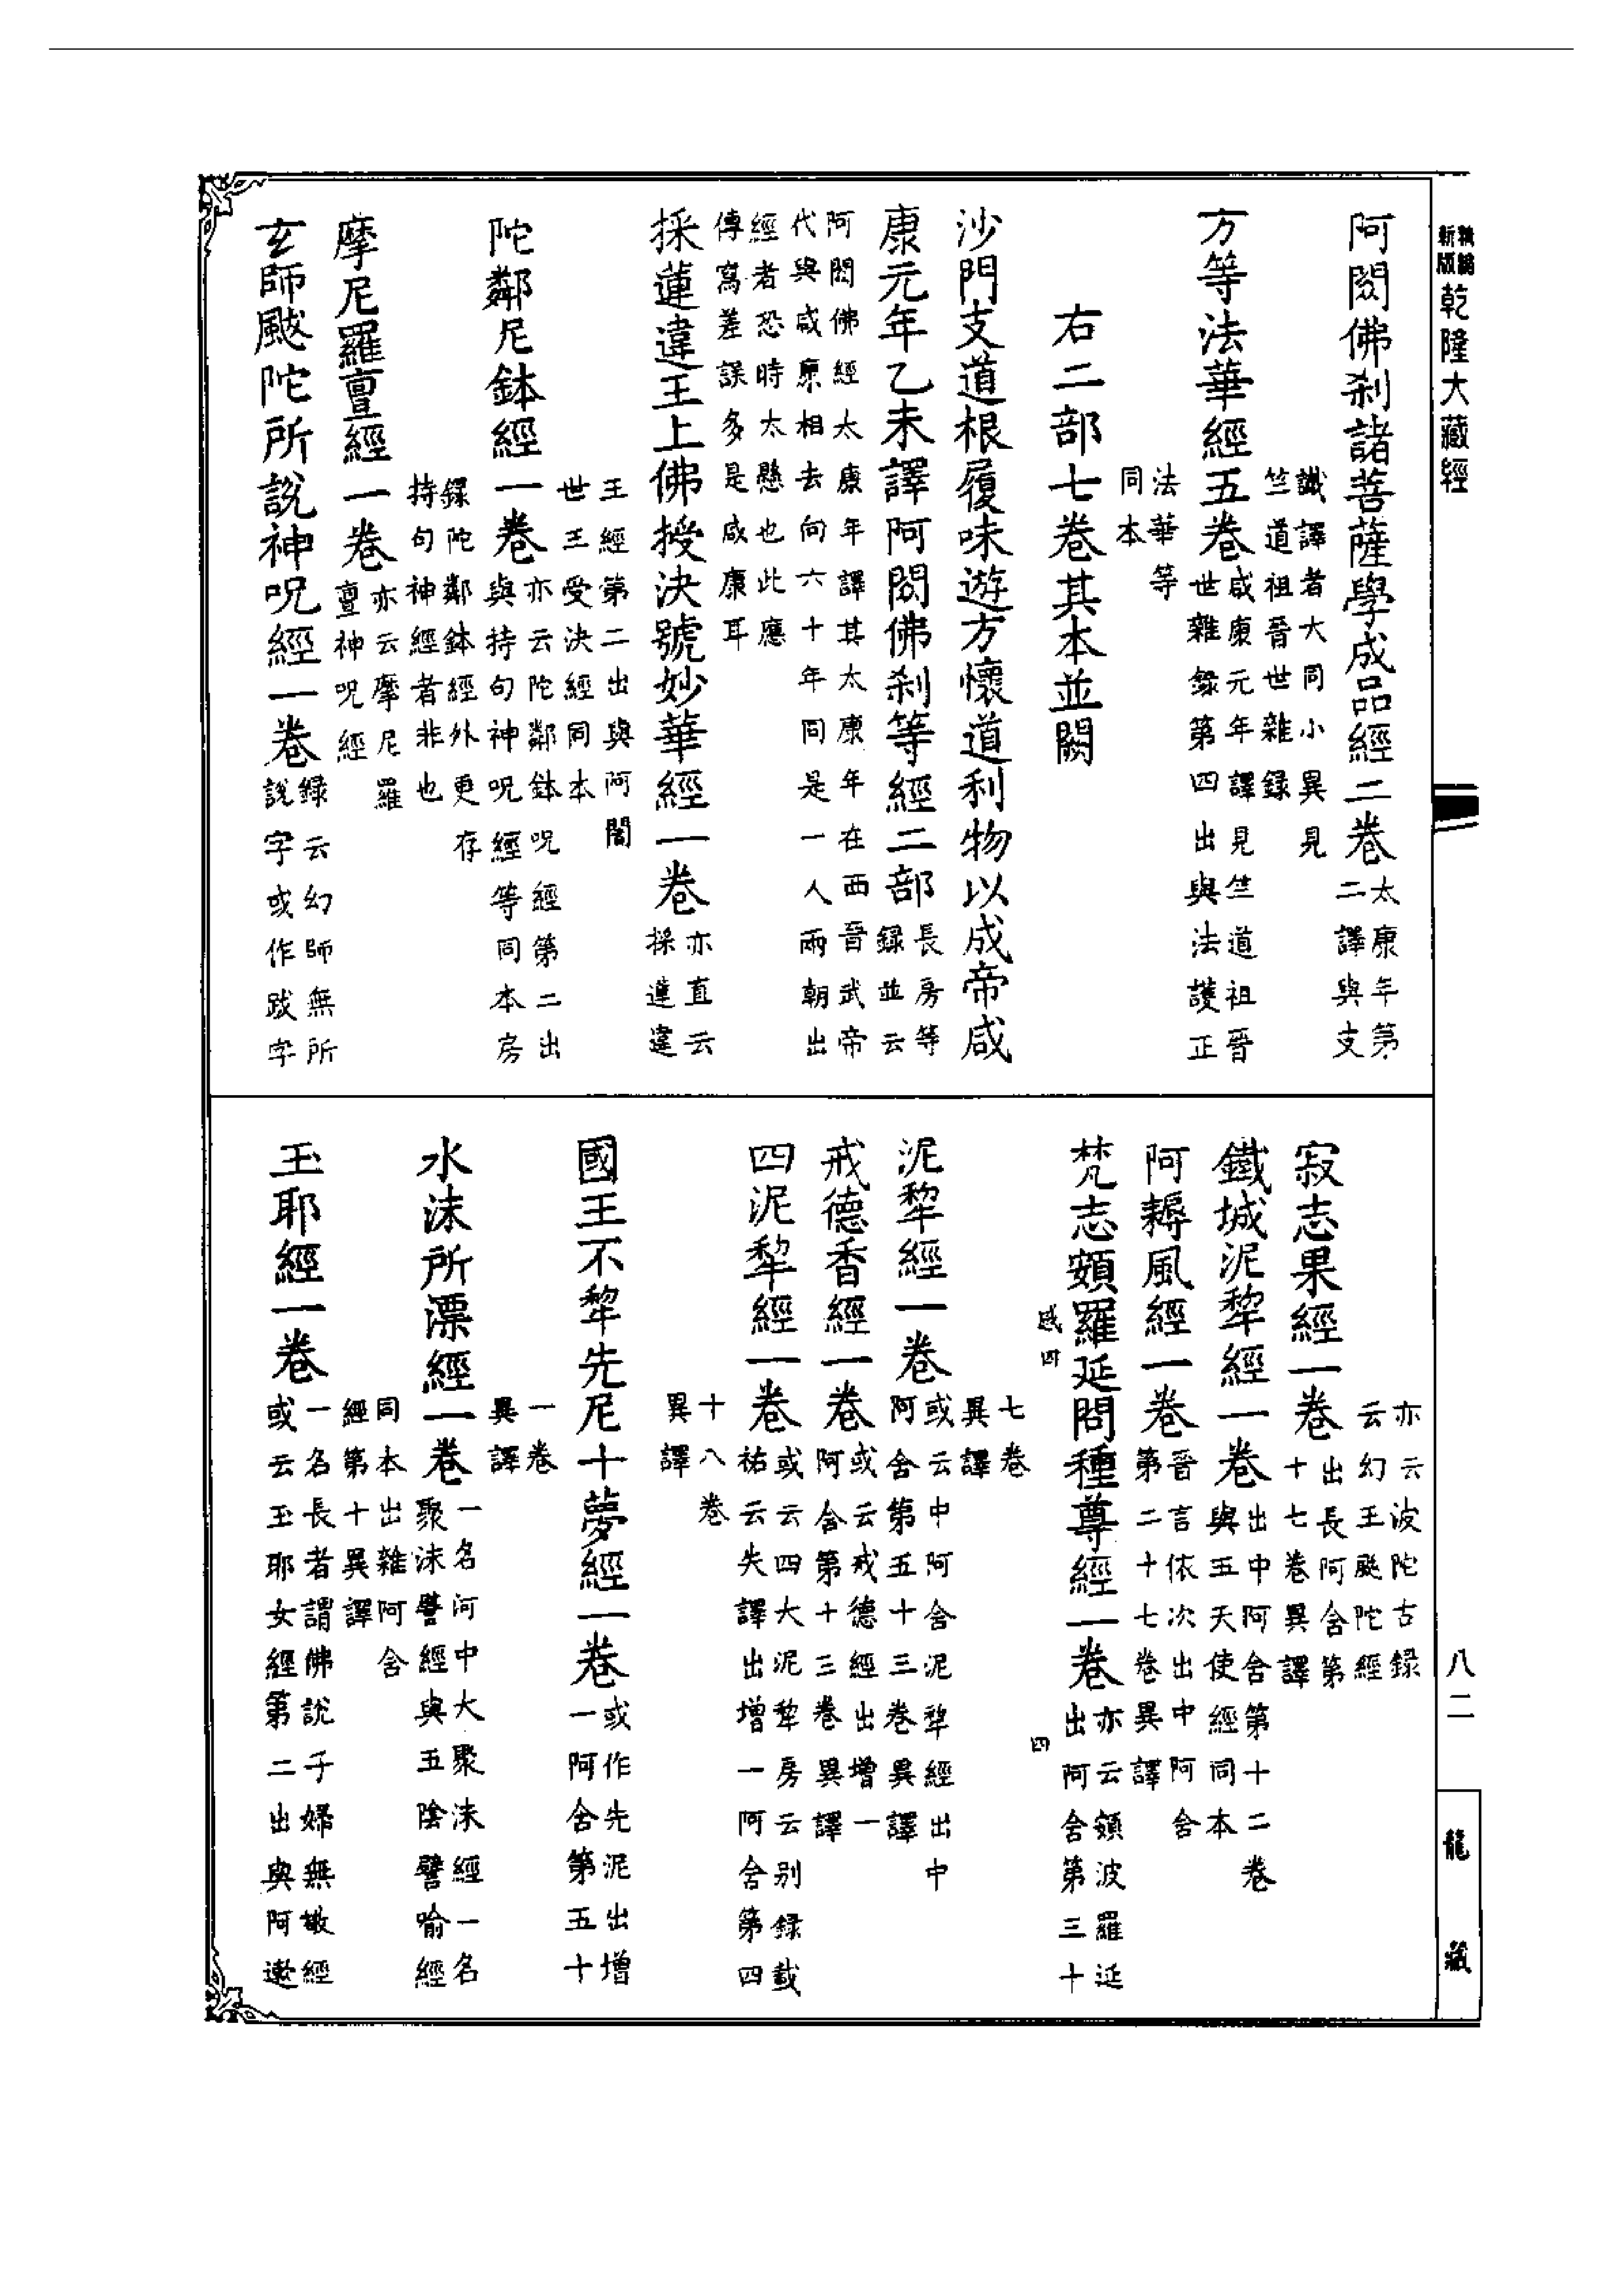 新編
新版
乾隆大藏經
阿閦佛刹諸菩薩學成品經二卷
太康年第
二譯與支
讖譯者大同小異見
竺道祖晉世雜錄
方等法華經五卷
咸康元年譯見竺道祖晉
世雜錄第四出與法護正
法華等
同本
右二部七卷其本並闕
沙門支道根履味遊方懷道利物以成帝咸
康元年乙未譯阿閦佛刹等經二部
長房等
錄並云
阿閦佛經太康年譯其太康年在西晉武帝
代與咸康相去向六十年同是一人兩朝出
經者恐時太懸也此應
傳寫差誤多是咸康耳
採蓮違王上佛授決號妙華經一卷
亦直云
採蓮違
王經第二出與阿闍
世王受決經同本
陀鄰尼鉢經一卷
亦云陀鄰鉢呪經第二出
與持句神呪經等同本房
錄陀鄰鉢經外更存
持句神經者非也
摩尼羅亶經一卷
亦云摩尼羅
亶神呪經
玄師颰陀所說神呪經一卷
錄云幻師無所
說字或作跋字
亦云波陀古錄
云幻王颰陀經
寂志果經一卷
出長阿含第
十七卷異譯
鐵城泥犂經一卷
出中阿含第十二卷
與五天使經同本
阿耨風經一卷
晉言依次出中阿含
第二十七卷異譯
梵志頞羅延問種尊經一卷
亦云頞波羅延
出阿含第三十
四
四
七卷
異譯
泥犂經一卷
或云中阿含泥犂經出中
阿含第五十三卷異譯
戒德香經一卷
或云戒德經出增一
阿含第十三卷異譯
四泥犂經一卷
或云四大泥犂房云别錄載
祐云失譯出增一阿含第四
十八卷
異譯
國王不犂先尼十夢經一卷
或作先泥出增
一阿含第五十
一卷
異譯
水沫所漂經一卷
一名河中大聚沫經一名
聚沫譬經與五陰譬喻經
同本出雜阿含
經第十異譯
玉耶經一卷
一名長者謂佛說子婦無敬經
或云玉耶女經第二出與阿遬
八二
龍
藏